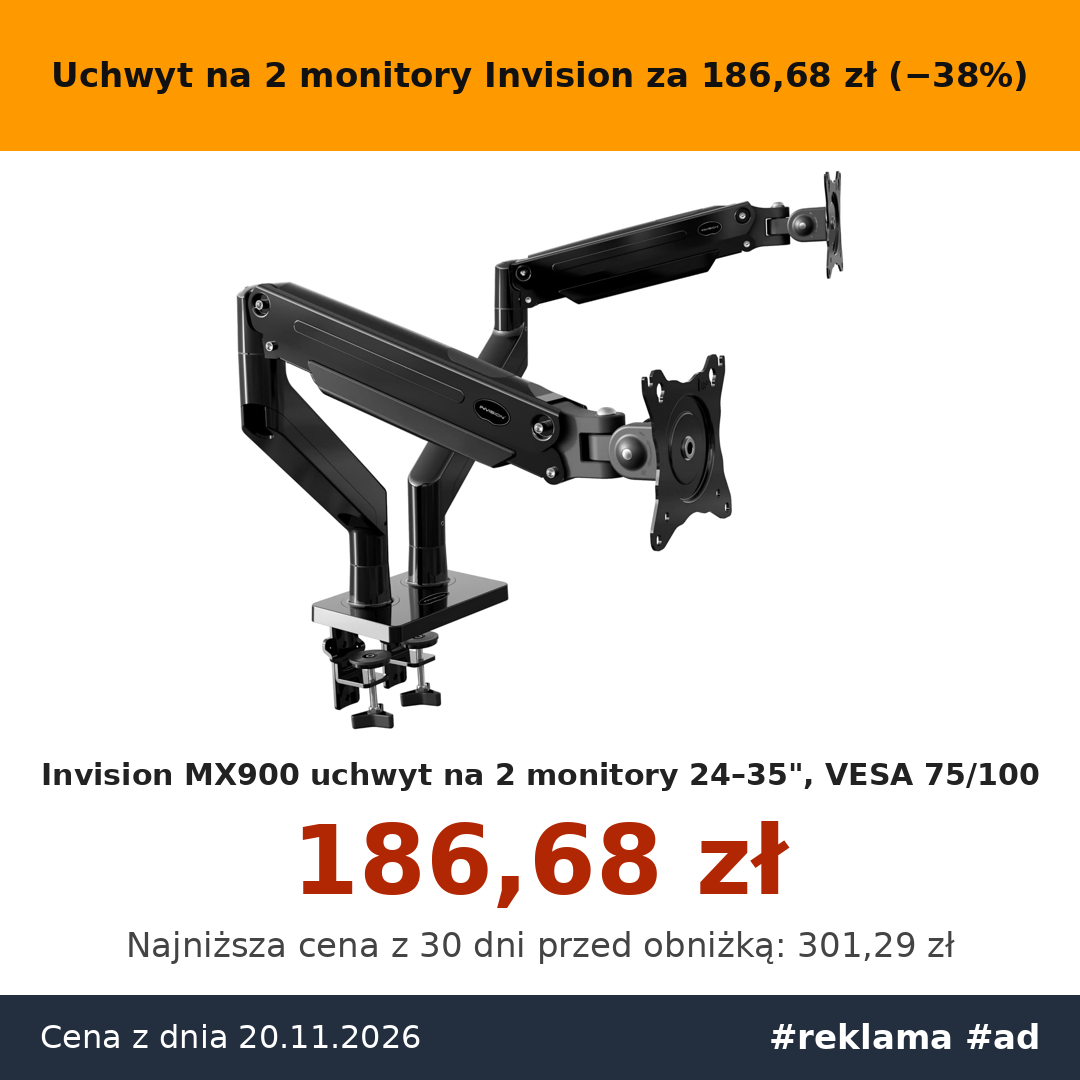 Uchwyt na 2 monitory Invision za 186,68 zł (−38%)
INVISION
Invision MX900 uchwyt na 2 monitory 24–35", VESA 75/100
186,68 zł
Najniższa cena z 30 dni przed obniżką: 301,29 zł
Cena z dnia 20.11.2026
#reklama #ad